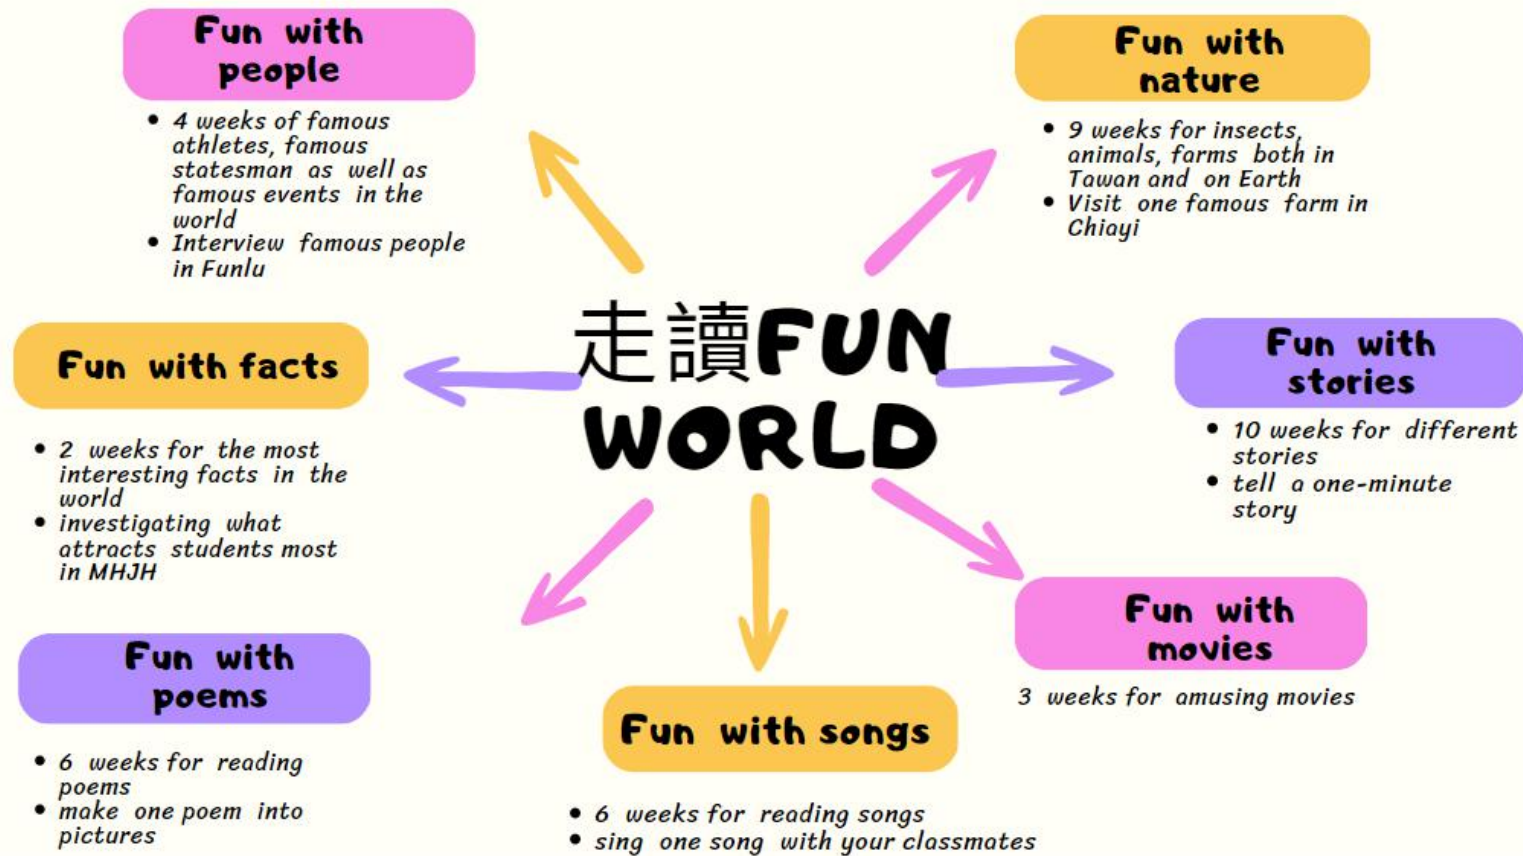 Fun with
people
• 4 weeks of famous
athletes, famous
statesman as well as
famous events in the
world
• Interview famous people
in Funlu
Fun with
nature
• 9 weeks for insects,
animals, farms both in
Tawan and on Earth
• Visit one famous farm in
Chiayi
走讀FUN
WORLD
Fun with facts
• 2 weeks for the most
interesting facts in the
world
• investigating what
attracts students most
in MHJH
Fun with
stories
• 10 weeks for different
stories
• tell a one-minute
story
Fun with
poems
• 6 weeks for reading
poems
• make one poem into
pictures
Fun with songs
• 6 weeks for reading songs
• sing one song with your classmates
Fun with
movies
3 weeks for amusing movies